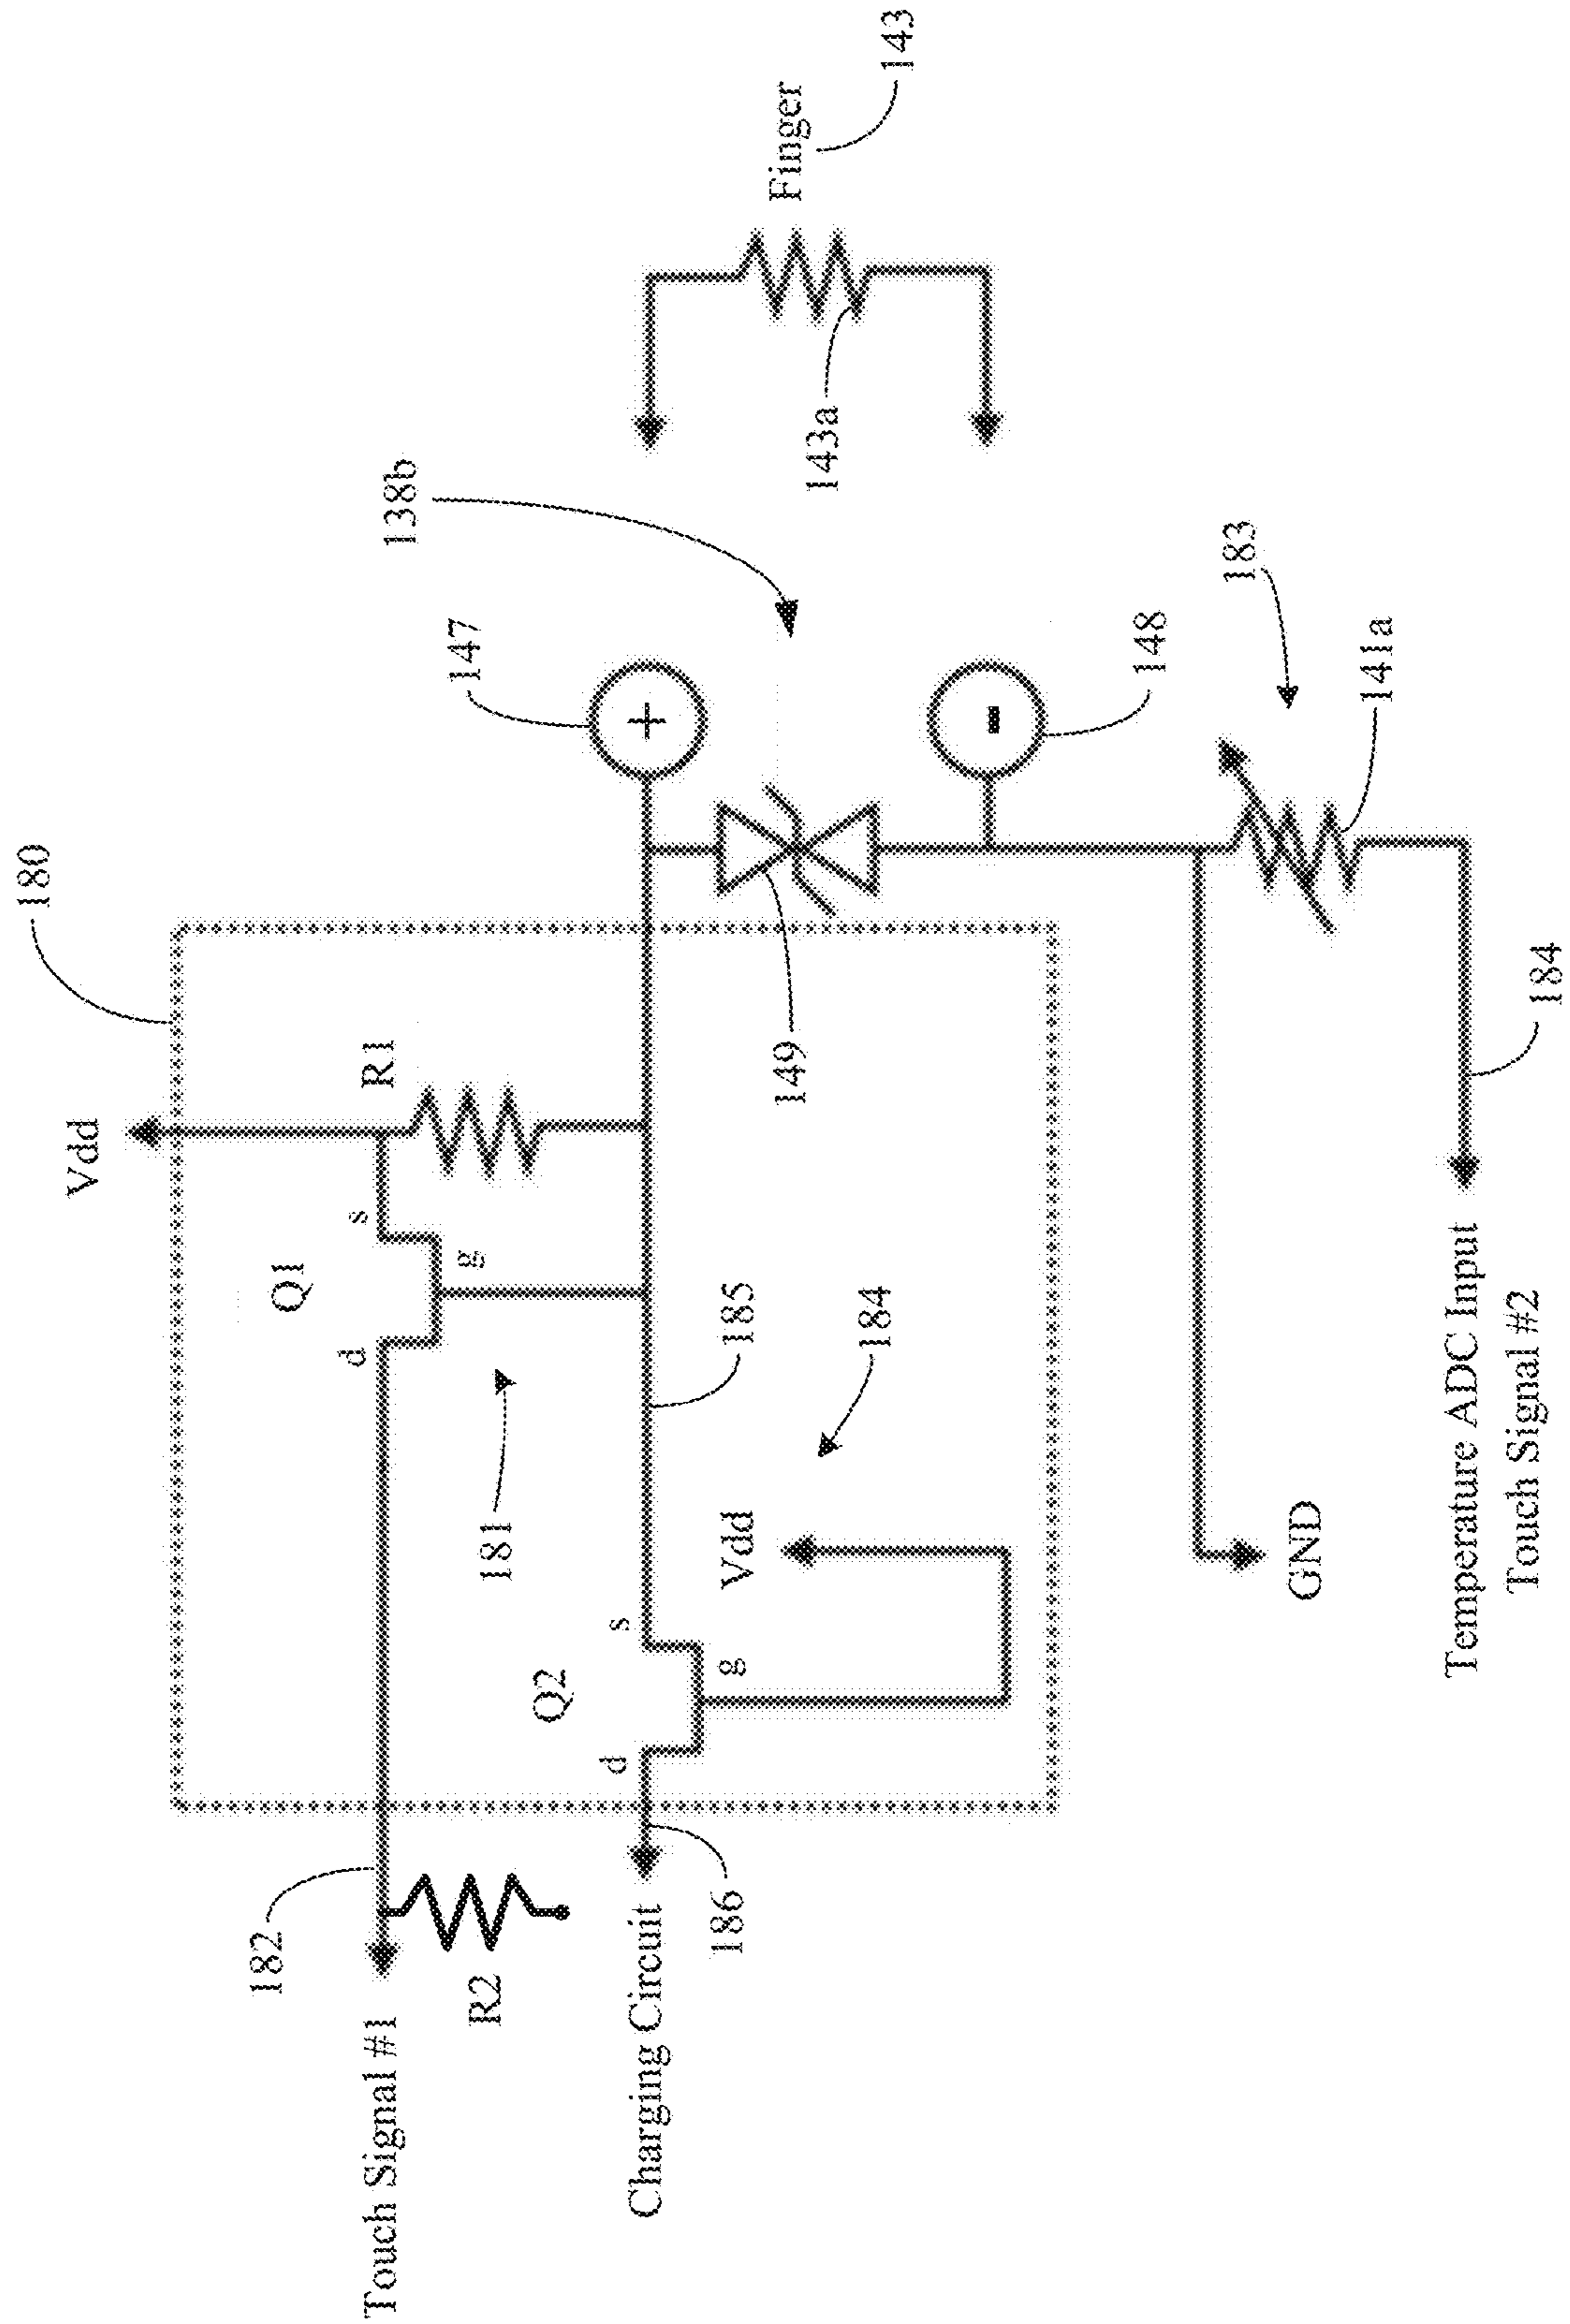 180
Vdd
182
Q1
d
s
Touch Signal #1
R1
138b
147
g
R2
181
Q2
d
s
Charging Circuit
186
g
Vdd
185
149
Finger
143a
184
143
148
183
GND
141a
Temperature ADC Input
Touch Signal #2
184